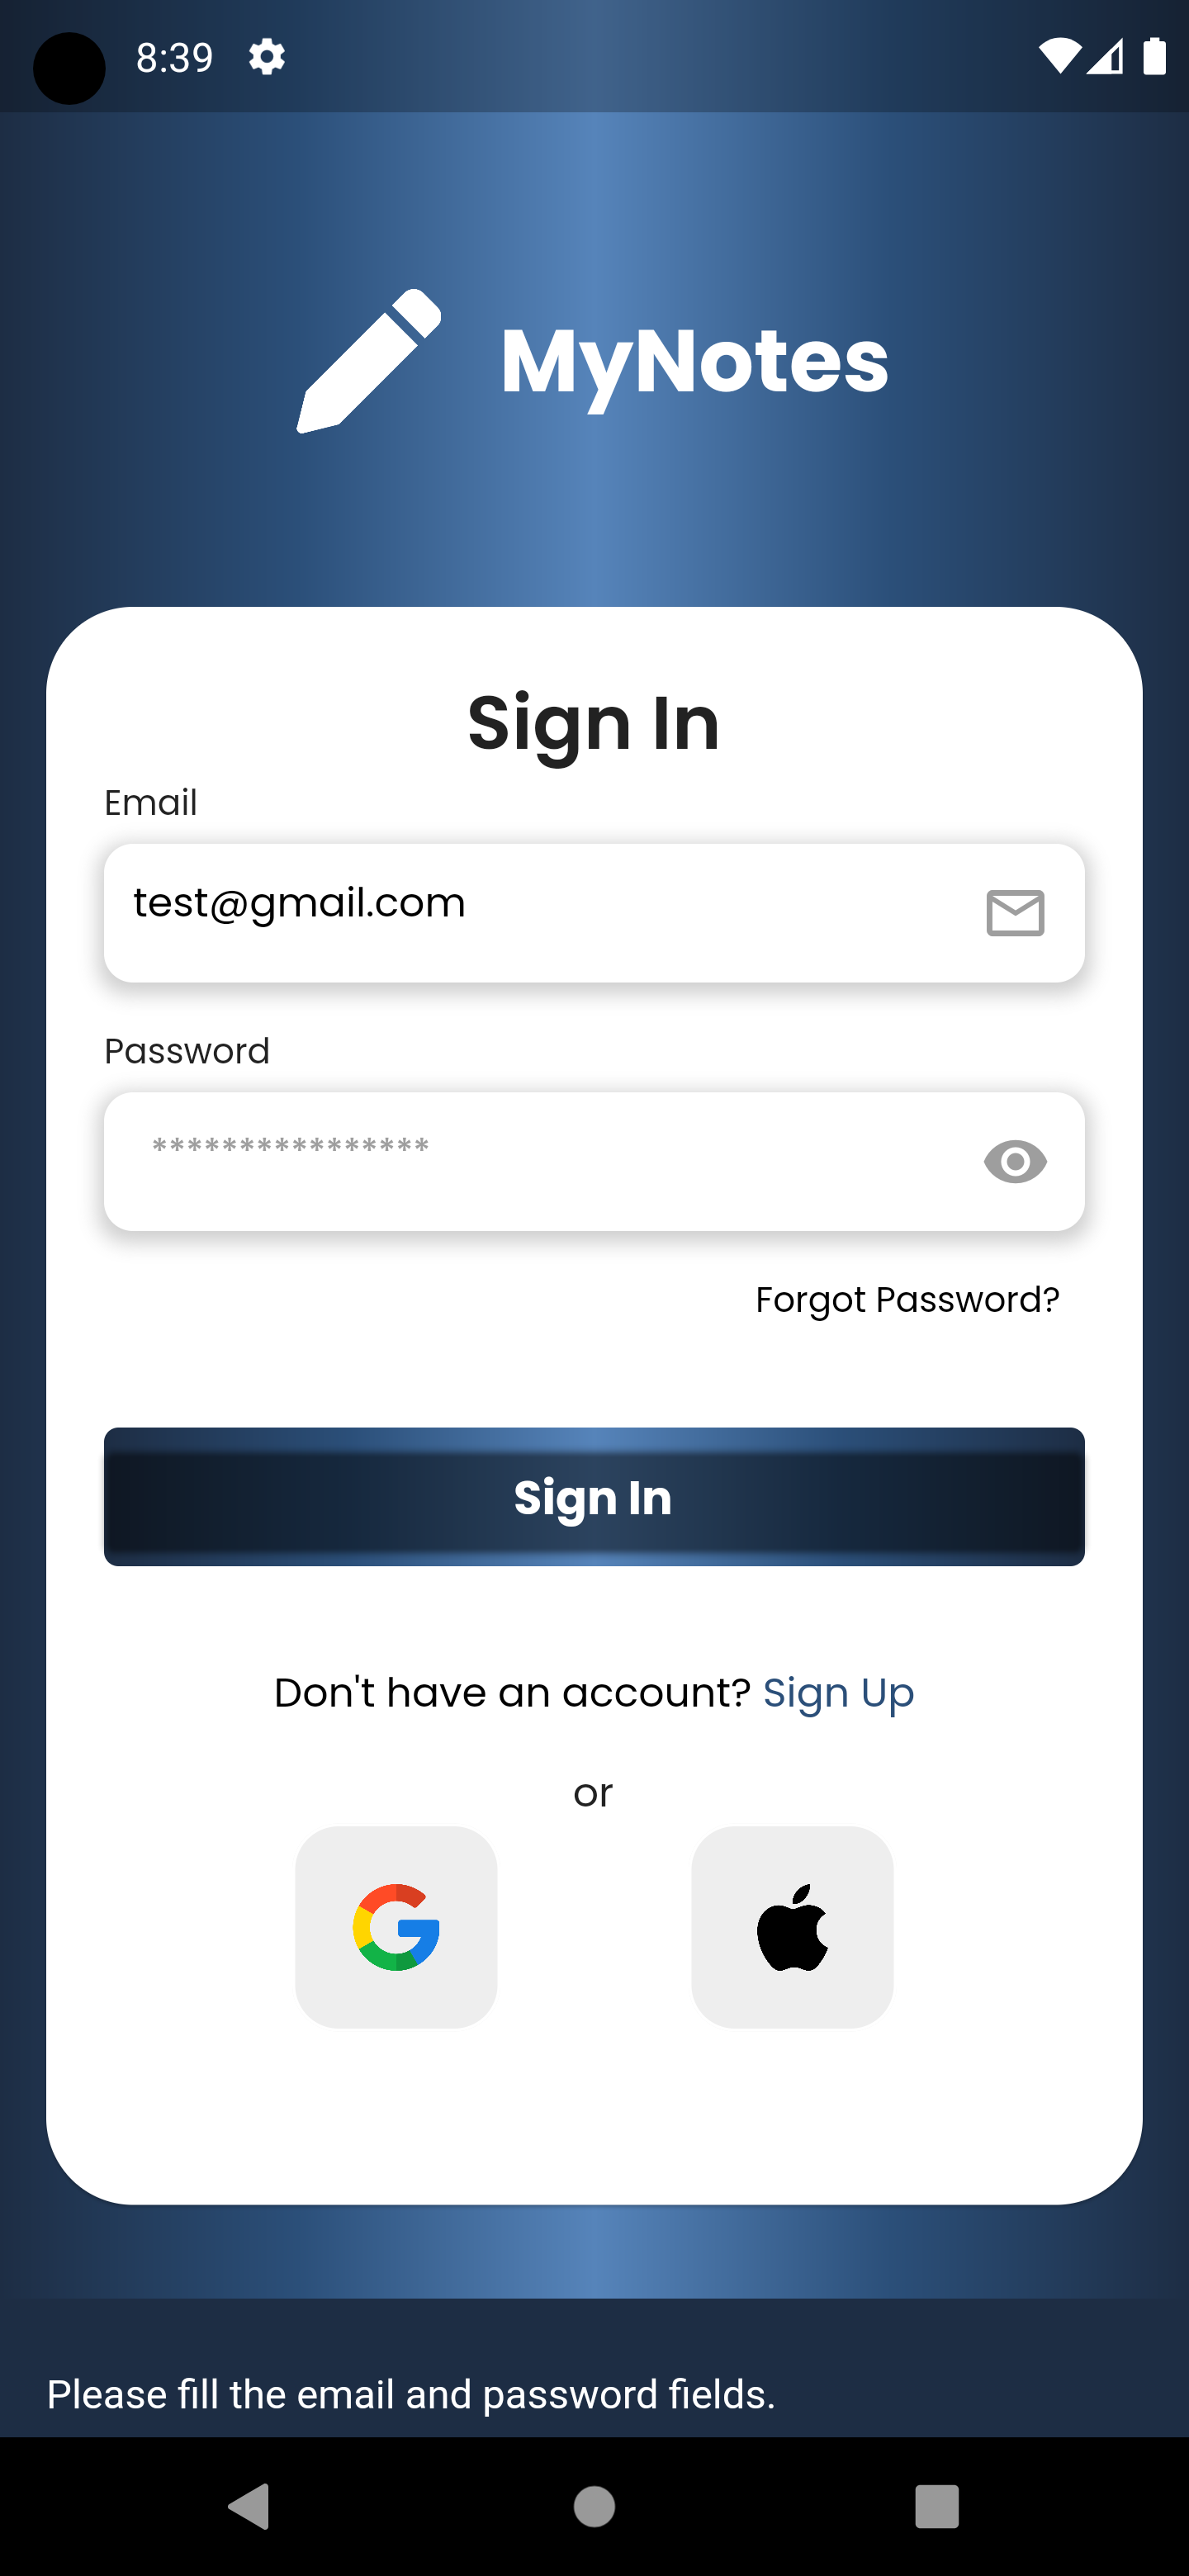 8:39
MyNotes
Sign In
Email
test@gmail.com
Password
****************
Forgot Password?
Sign In
Don't have an account? Sign Up
or
Please fill the email and password fields.